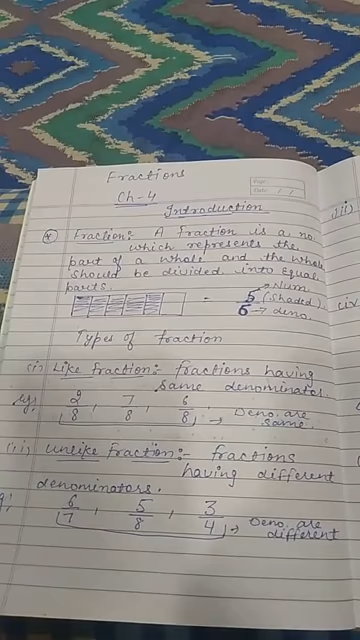 Fractions
Ch-4
Introduction
Fraction:- A fraction is a no.
which represents the
part of a whole and the whole
should be divided into equal
parts.
= 5/6 → Num. (Shaded) → deno.
Types of fraction
(i) Like fraction:- fractions having
same denominator.
eg, 2/8, 7/8, 6/8 → Deno. are same.
(ii) unlike fraction:- fractions
having different
denominators.
6/7, 5/8, 3/4 → Deno. are different